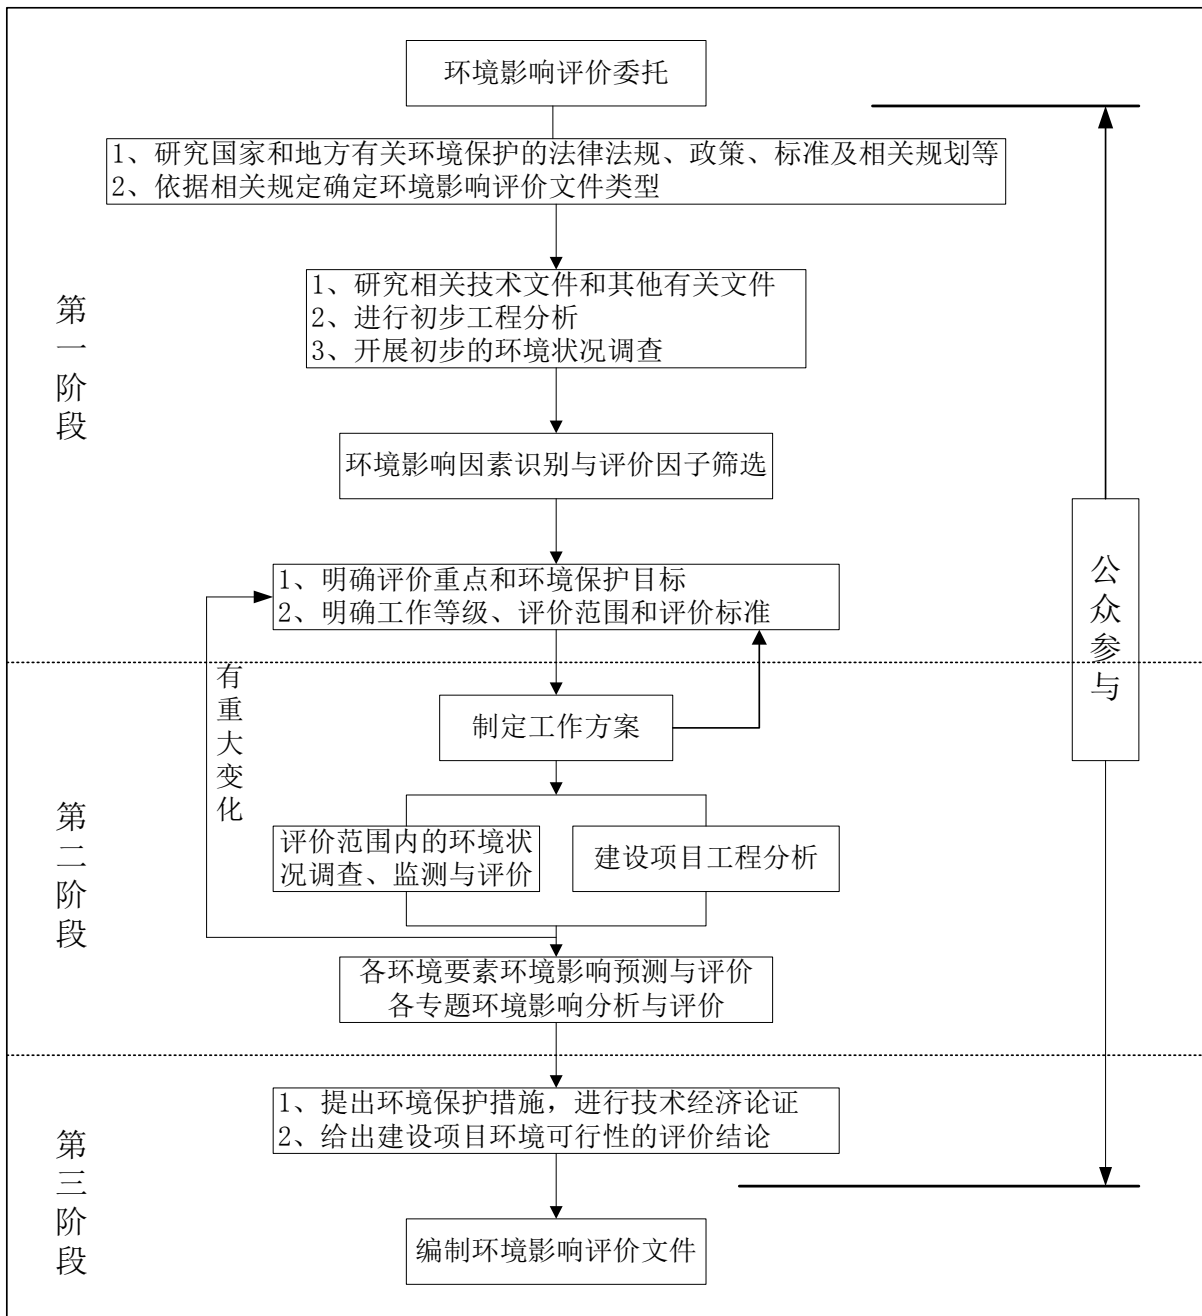 环境影响评价委托
1、研究国家和地方有关环境保护的法律法规、政策、标准及相关规划等
2、依据相关规定确定环境影响评价文件类型
第一阶段
1、研究相关技术文件和其他有关文件
2、进行初步工程分析
3、开展初步的环境状况调查
环境影响因素识别与评价因子筛选
1、明确评价重点和环境保护目标
2、明确工作等级、评价范围和评价标准
公众参与
有重大变化
制定工作方案
第二阶段
评价范围内的环境状
况调查、监测与评价
建设项目工程分析
各环境要素环境影响预测与评价
各专题环境影响分析与评价
第三阶段
1、提出环境保护措施，进行技术经济论证
2、给出建设项目环境可行性的评价结论
编制环境影响评价文件